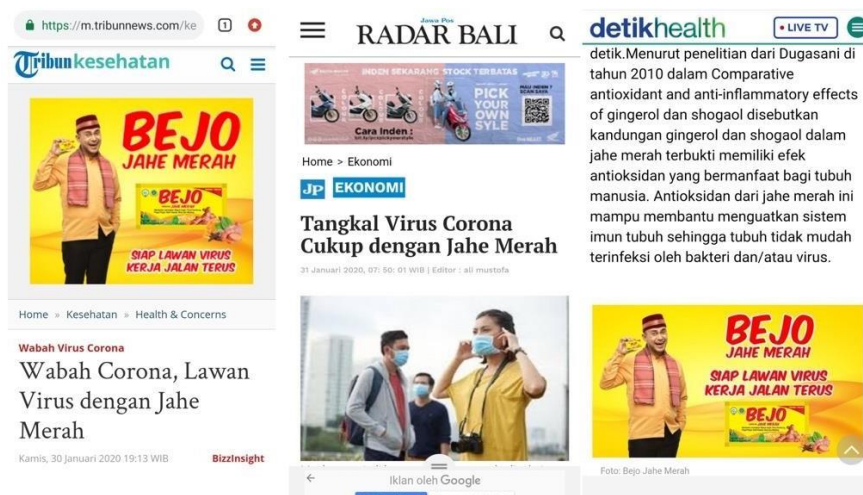 https://m.tribunnews.com/ke
1
Tribunkesehatan
BEJO
JAHE MERAH
BEJO
SIAP LAWAN VIRUS
KERJA JALAN TERUS
Home » Kesehatan » Health & Concerns
Wabah Virus Corona
Wabah Corona, Lawan
Virus dengan Jahe
Merah
Kamis, 30 Januari 2020 19:13 WIB
BizzInsight
Jawa Pos
RADAR BALI
INDEN SEKARANG STOCK TERBATAS
PICK
YOUR
OWN
SYLE
Cara Inden :
Home > Ekonomi
JP EKONOMI
Tangkal Virus Corona
Cukup dengan Jahe Merah
31 Januari 2020, 07: 50: 01 WIB | Editor : ali mustofa
Iklan oleh Google
detikhealth
• LIVE TV
detik.Menurut penelitian dari Dugasani di
tahun 2010 dalam Comparative
antioxidant and anti-inflammatory effects
of gingerol and shogaol disebutkan
kandungan gingerol dan shogaol dalam
jahe merah terbukti memiliki efek
antioksidan yang bermanfaat bagi tubuh
manusia. Antioksidan dari jahe merah ini
mampu membantu menguatkan sistem
imun tubuh sehingga tubuh tidak mudah
terinfeksi oleh bakteri dan/atau virus.
BEJO
JAHE MERAH
SIAP LAWAN VIRUS
KERJA JALAN TERUS
BEJO
Foto: Bejo Jahe Merah